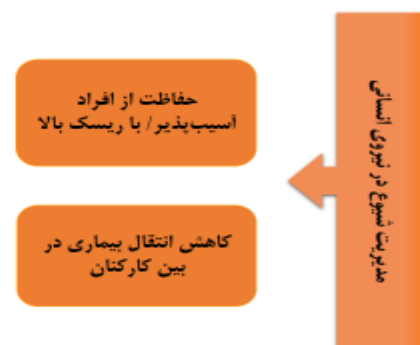 مدیریت شیوع در نیروی انسانی
حفاظت از افراد
آسیب‌پذیر/ با ریسک بالا
کاهش انتقال بیماری در
بین کارکنان